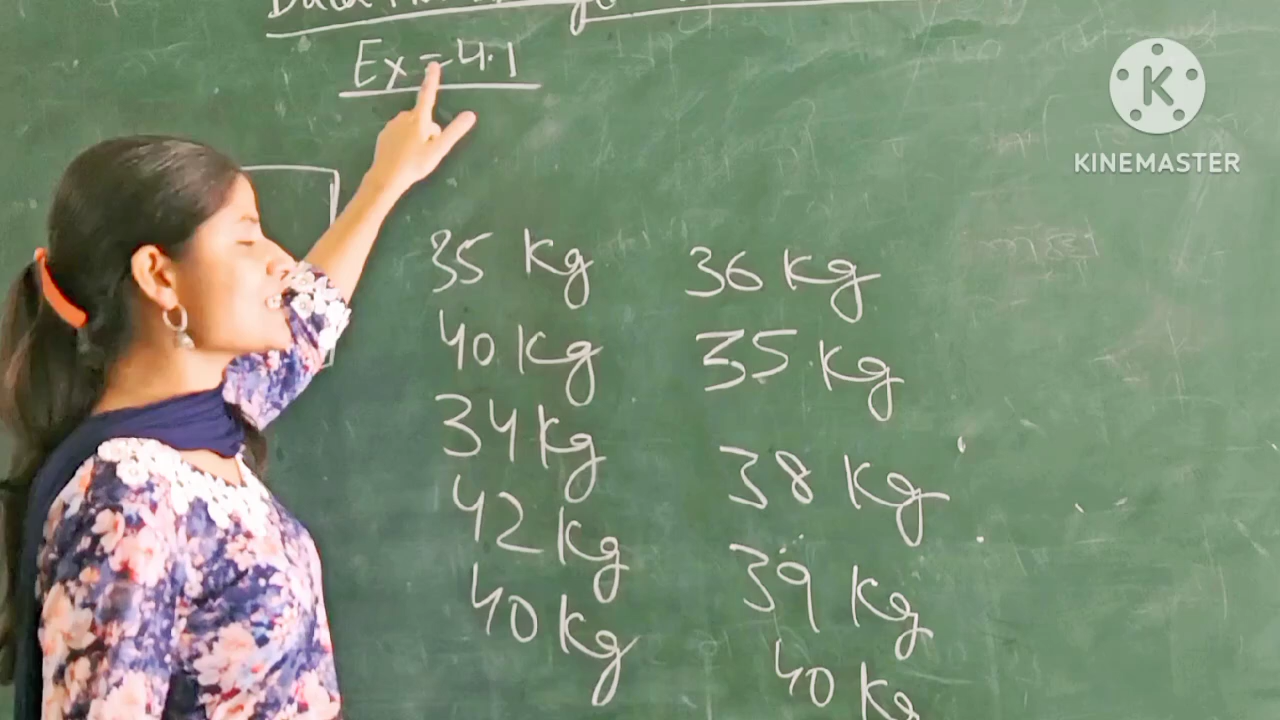 Ex = 4.1
35 Kg
40 Kg
34 Kg
42 Kg
40 Kg
36 Kg
35 Kg
38 Kg
39 Kg
40 Kg
K
KINEMASTER